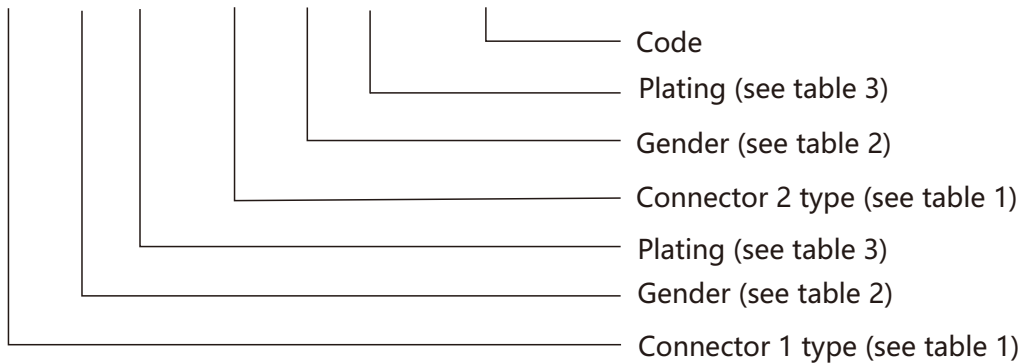 Code
Plating (see table 3)
Gender (see table 2)
Connector 2 type (see table 1)
Plating (see table 3)
Gender (see table 2)
Connector 1 type (see table 1)